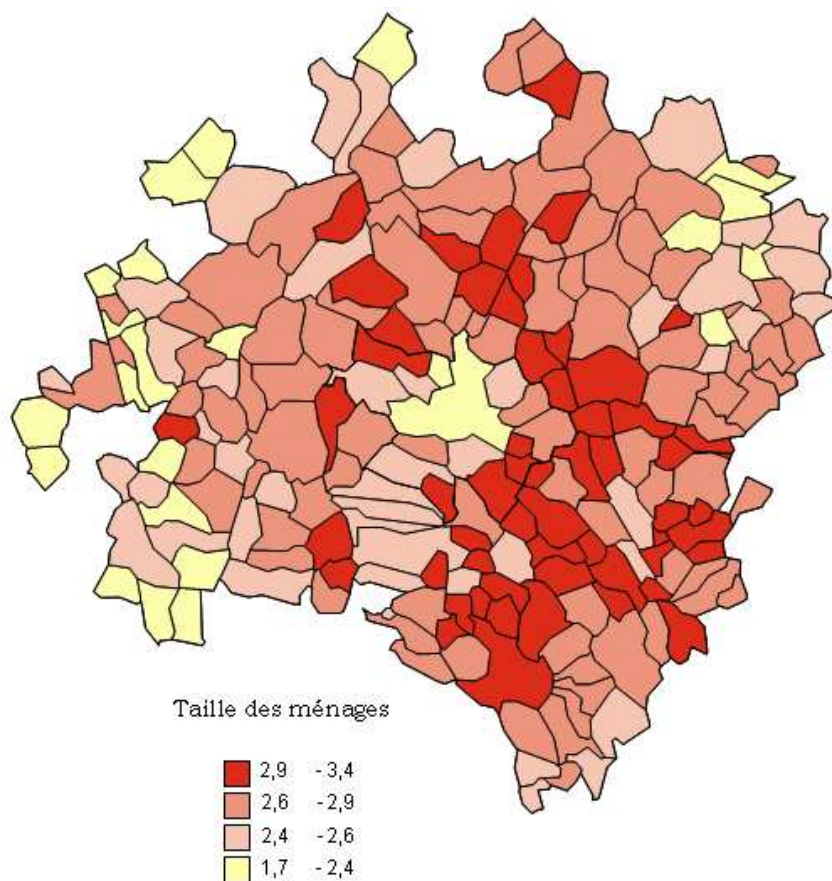 Taille des ménages
2,9 - 3,4
2,6 - 2,9
2,4 - 2,6
1,7 - 2,4